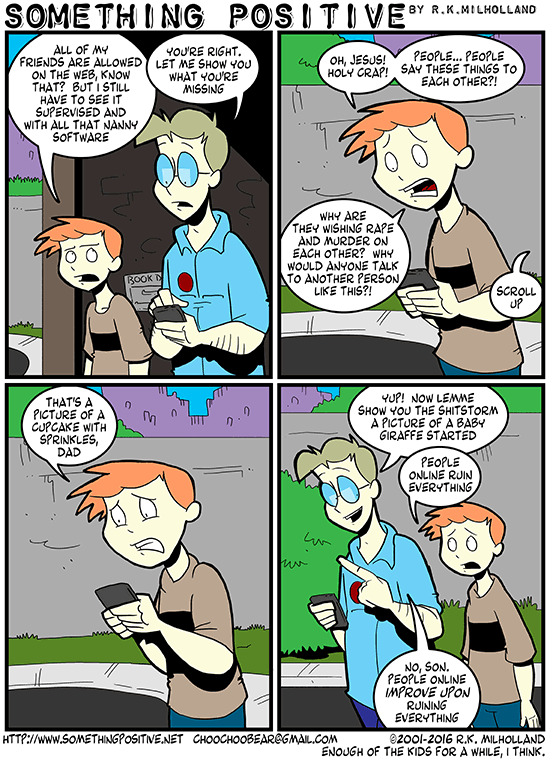 SOMETHING POSITIVE BY R.K.MILHOLLAND
ALL OF MY
FRIENDS ARE ALLOWED
ON THE WEB, KNOW
THAT? BUT I STILL
HAVE TO SEE IT
SUPERVISED AND
WITH ALL THAT NANNY
SOFTWARE
YOU'RE RIGHT.
LET ME SHOW YOU
WHAT YOU'RE
MISSING
BOOK D
OH, JESUS!
HOLY CRAP!
PEOPLE... PEOPLE
SAY THESE THINGS TO
EACH OTHER?!
WHY ARE
THEY WISHING RAPE
AND MURDER ON
EACH OTHER? WHY
WOULD ANYONE TALK
TO ANOTHER PERSON
LIKE THIS?!
SCROLL
UP
THAT'S A
PICTURE OF A
CUPCAKE WITH
SPRINKLES,
DAD
YUP! NOW LEMME
SHOW YOU THE SHITSTORM
A PICTURE OF A BABY
GIRAFFE STARTED
PEOPLE
ONLINE RUIN
EVERYTHING
NO, SON.
PEOPLE ONLINE
IMPROVE UPON
RUINING
EVERYTHING
HTTP://WWW.SOMETHINGPOSITIVE.NET CHOOCHOOBEAR@GMAIL.COM ©2001-2016 R.K. MILHOLLAND
ENOUGH OF THE KIDS FOR A WHILE, I THINK.